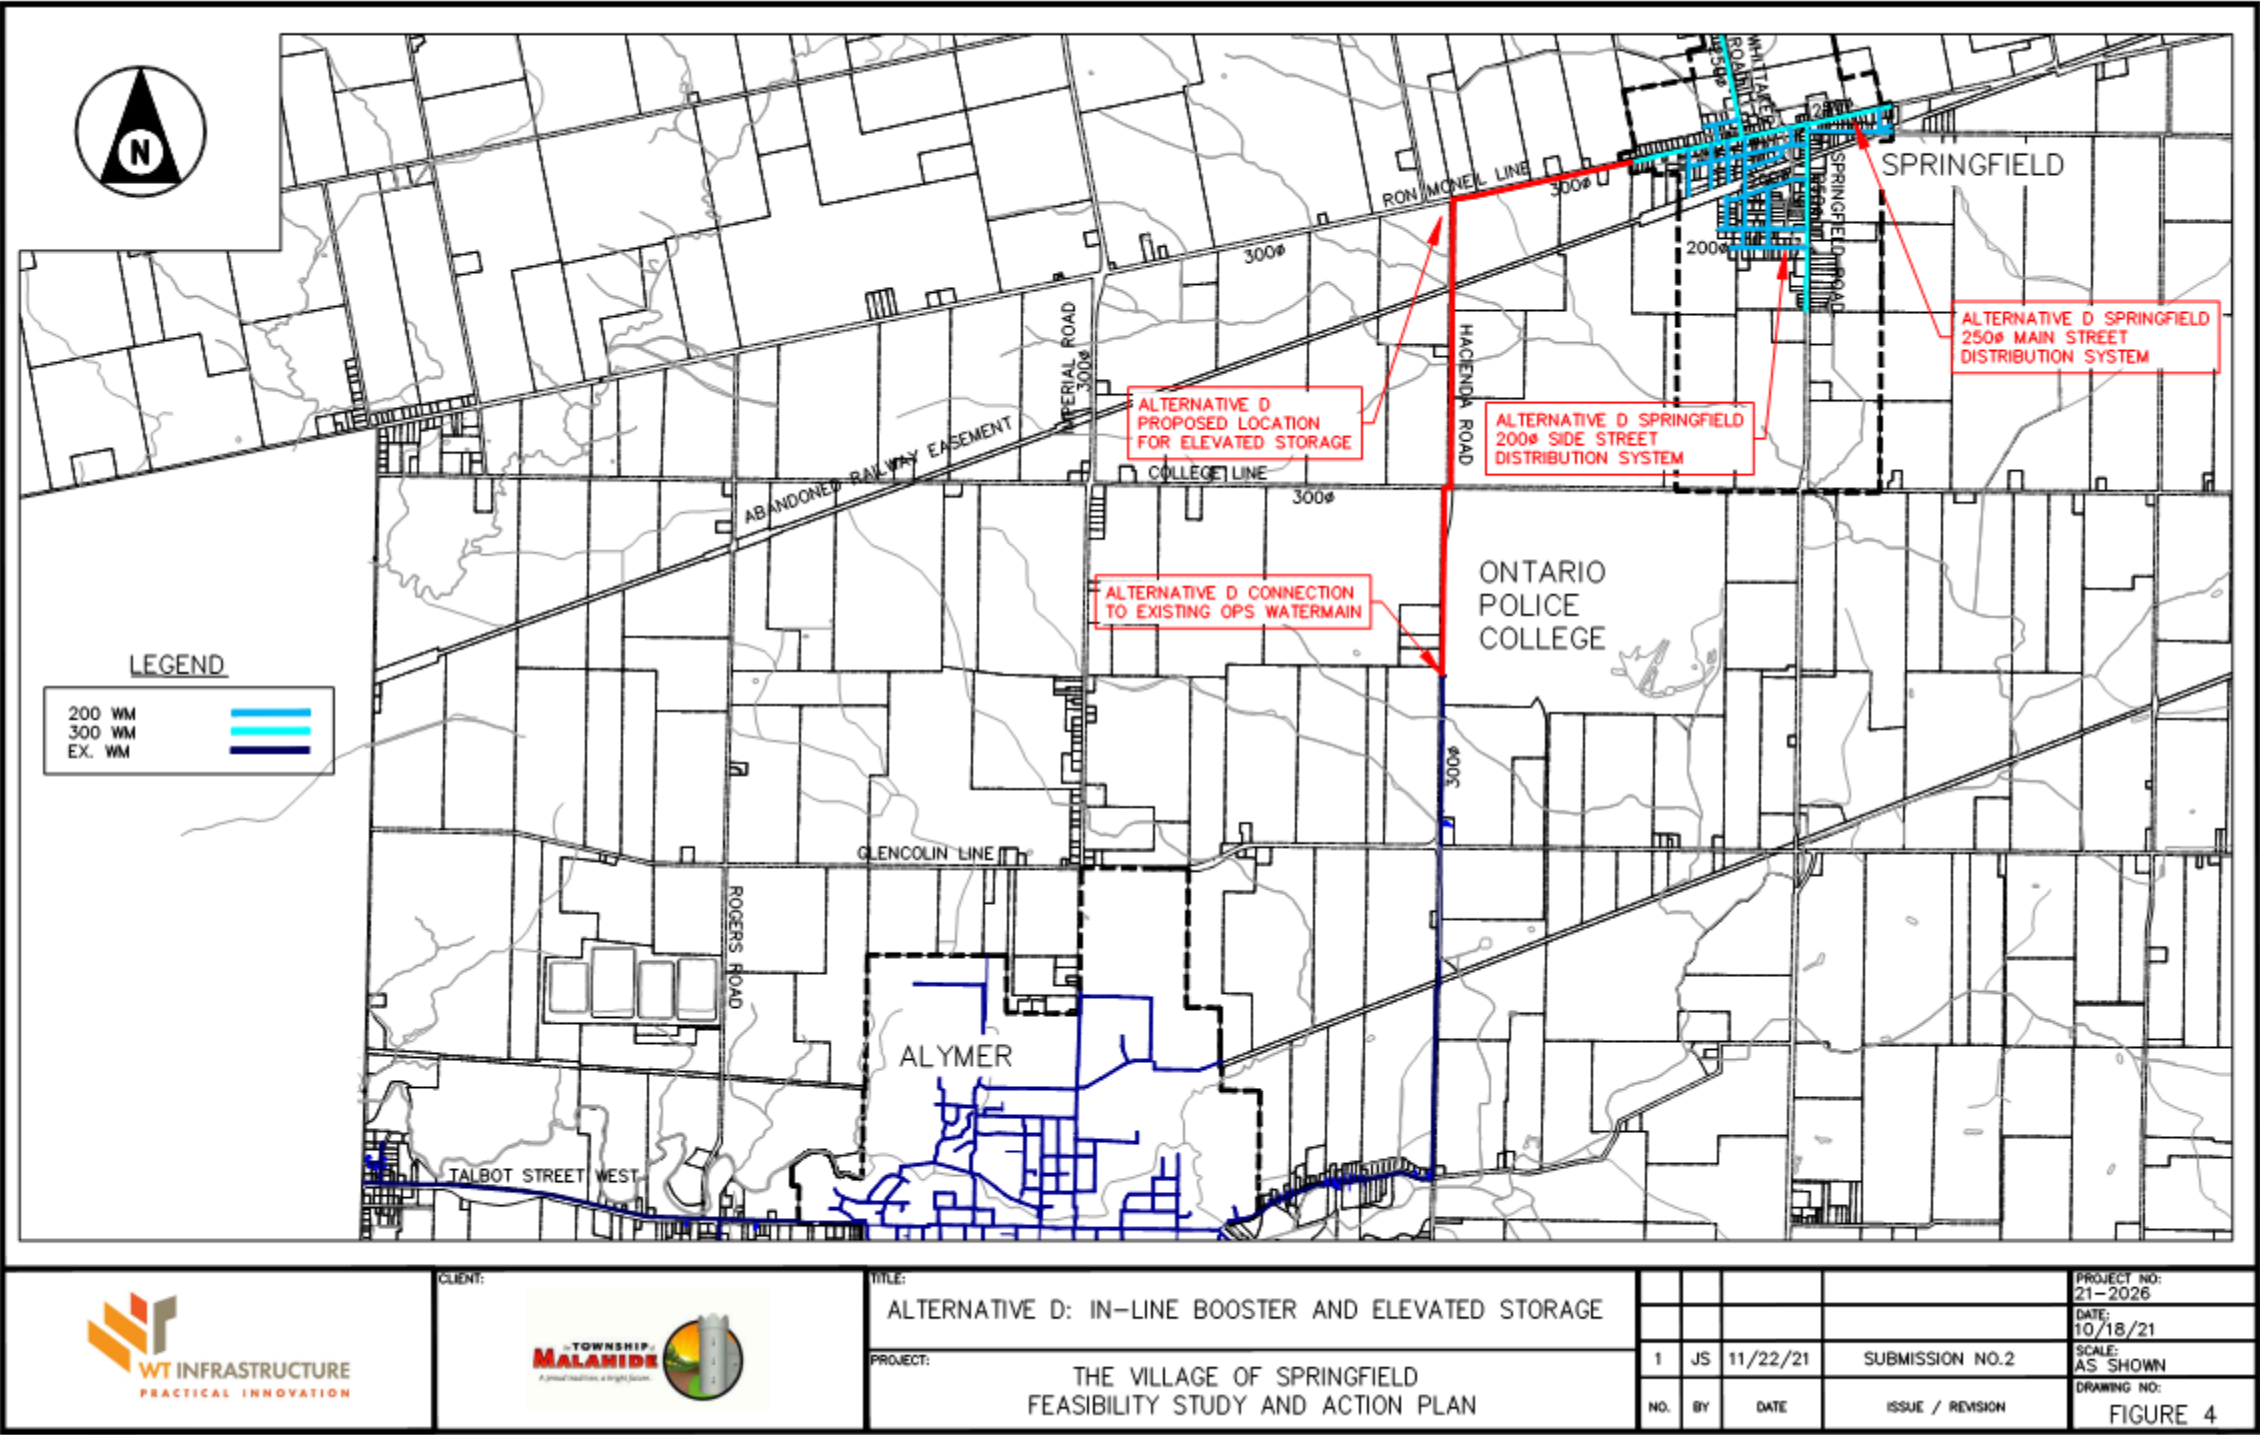 N
WHITTAKER
ROAD
250ø
SPRINGFIELD
RON MCNEIL LINE
300ø
300ø
200ø
SPRINGFIELD ROAD
IMPERIAL ROAD
300ø
HACIENDA ROAD
ALTERNATIVE D SPRINGFIELD
250ø MAIN STREET
DISTRIBUTION SYSTEM
ALTERNATIVE D
PROPOSED LOCATION
FOR ELEVATED STORAGE
ALTERNATIVE D SPRINGFIELD
200ø SIDE STREET
DISTRIBUTION SYSTEM
ABANDONED RAILWAY EASEMENT
COLLEGE LINE
300ø
ONTARIO
POLICE
COLLEGE
ALTERNATIVE D CONNECTION
TO EXISTING OPS WATERMAIN
LEGEND
200 WM
300 WM
EX. WM
300ø
GLENCOLIN LINE
ROGERS ROAD
ALYMER
TALBOT STREET WEST
WT INFRASTRUCTURE
PRACTICAL INNOVATION
CLIENT:
TOWNSHIP
MALAHIDE
A proud tradition, a bright future.
TITLE:
ALTERNATIVE D: IN-LINE BOOSTER AND ELEVATED STORAGE
PROJECT:
THE VILLAGE OF SPRINGFIELD
FEASIBILITY STUDY AND ACTION PLAN
1 JS 11/22/21 SUBMISSION NO.2
NO. BY DATE ISSUE / REVISION
PROJECT NO:
21-2026
DATE:
10/18/21
SCALE:
AS SHOWN
DRAWING NO:
FIGURE 4